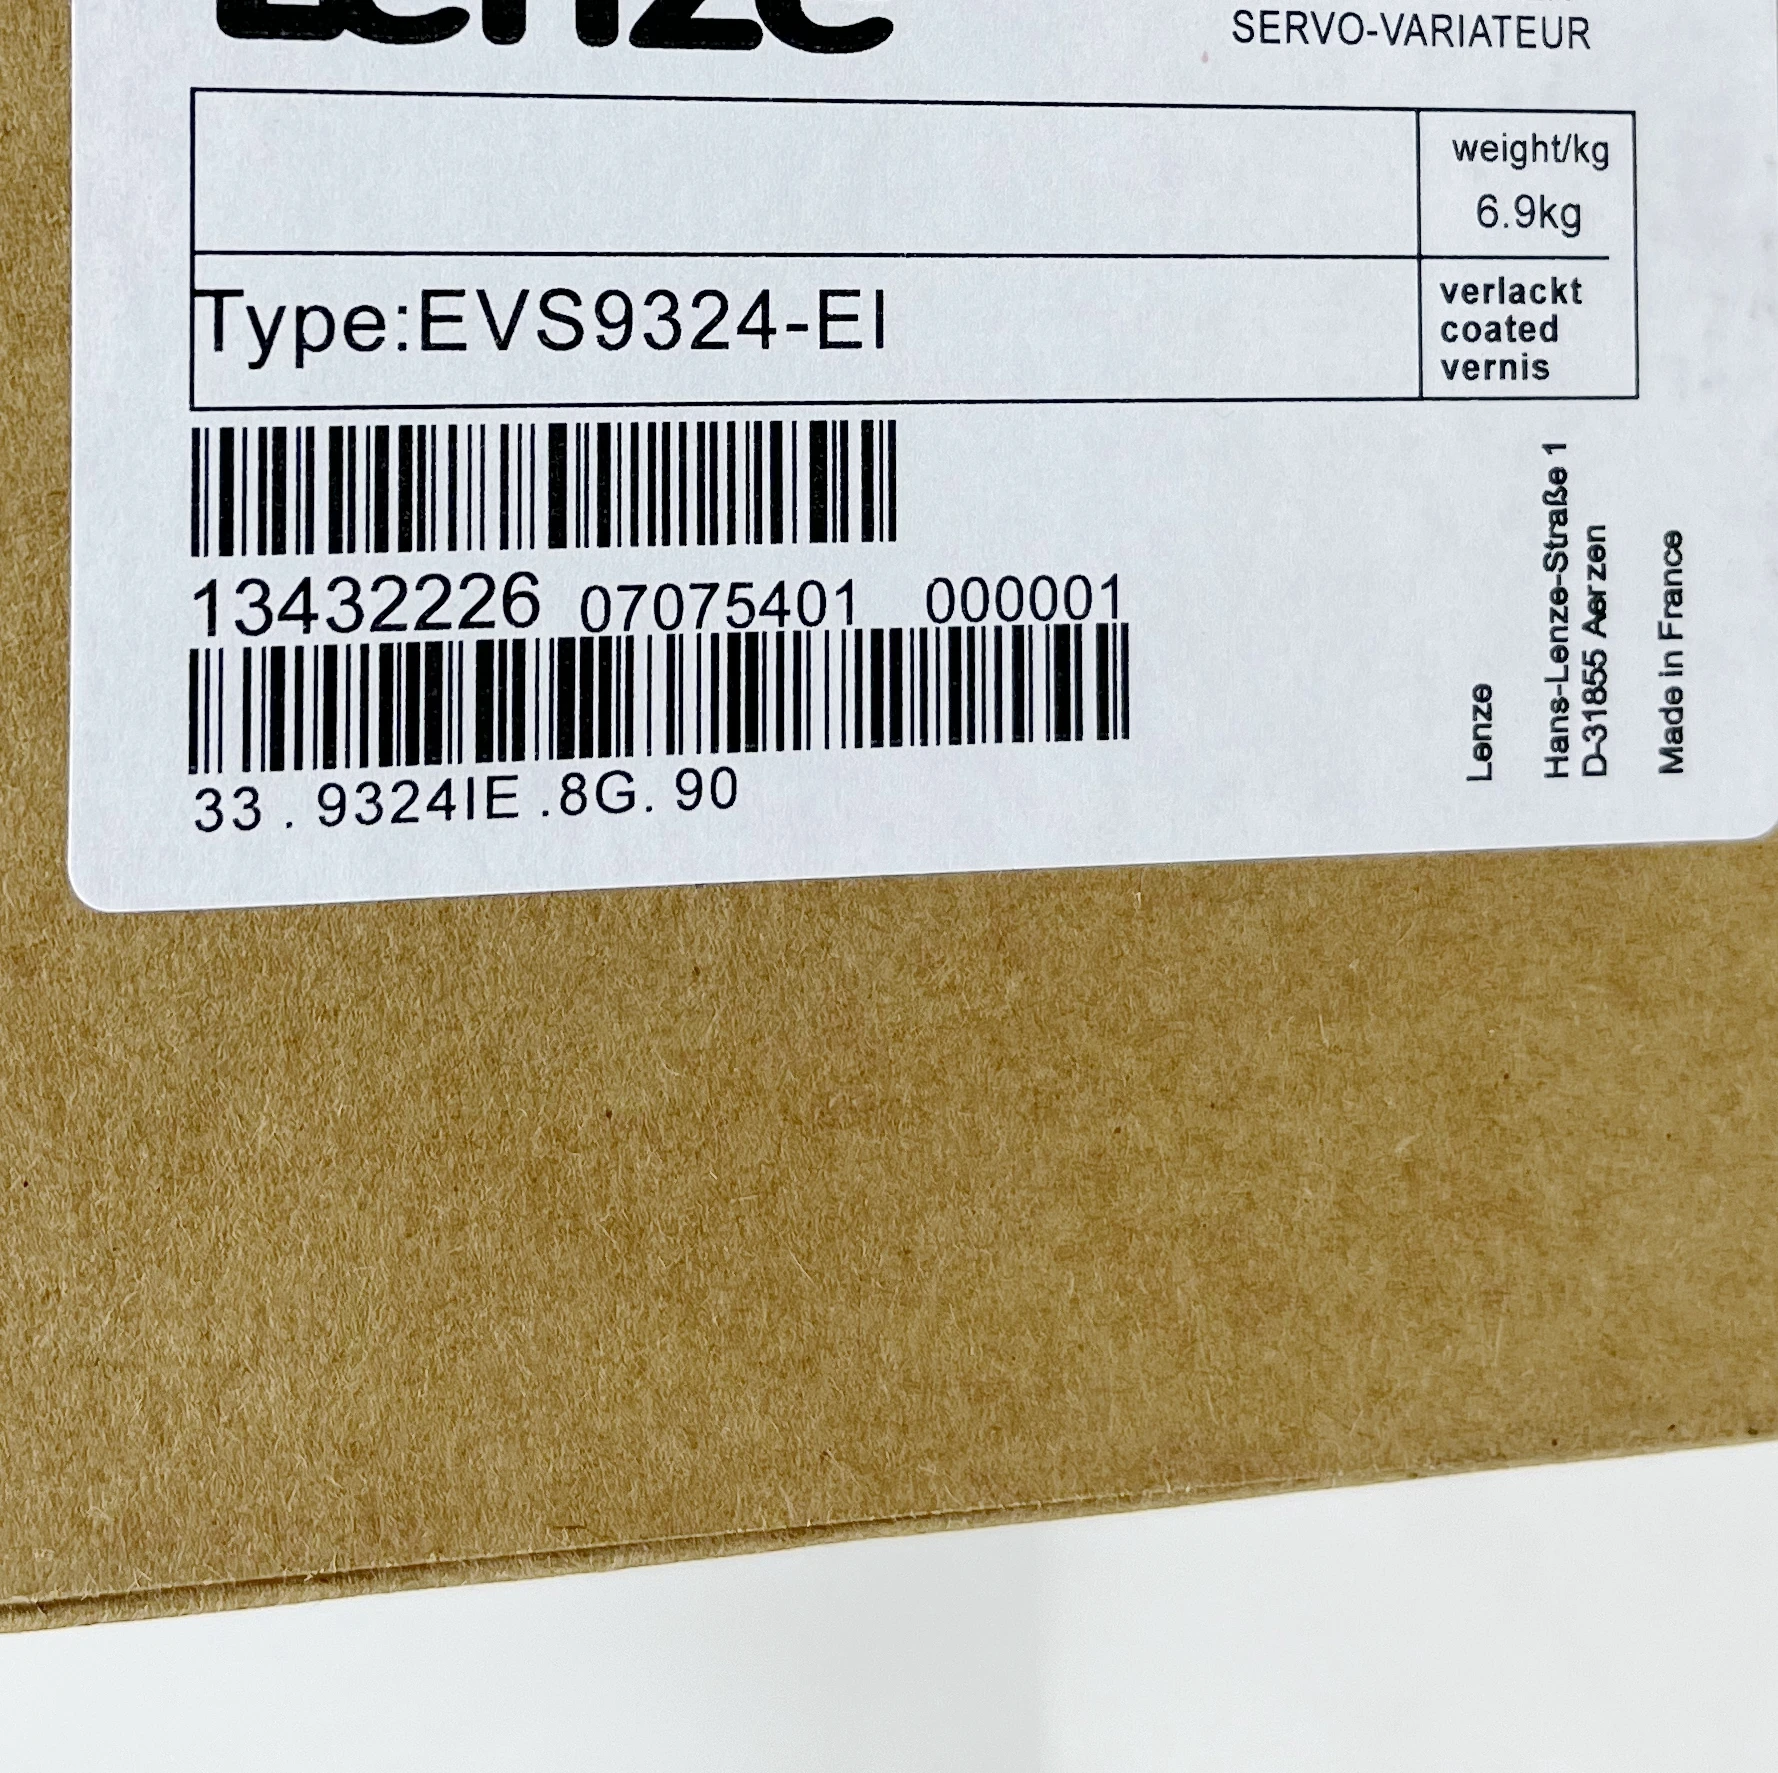 Lenze
SERVO-VARIATEUR
weight/kg
6.9kg
Type:EVS9324-EI
verlackt
coated
vernis
13432226 07075401 000001
33 . 9324IE .8G. 90
Lenze
Hans-Lenze-Straße 1
D-31855 Aerzen
Made in France